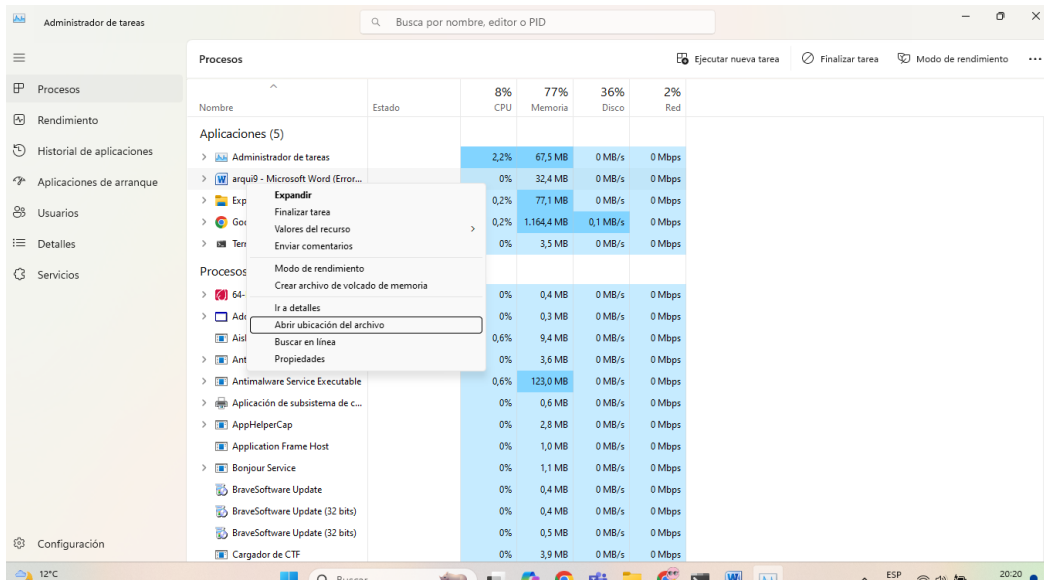 Administrador de tareas
Busca por nombre, editor o PID
Procesos
Ejecutar nueva tarea
Finalizar tarea
Modo de rendimiento
Procesos
Rendimiento
Historial de aplicaciones
Aplicaciones de arranque
Usuarios
Detalles
Servicios
Configuración
8% 77% 36% 2%
Nombre Estado CPU Memoria Disco Red
Aplicaciones (5)
Administrador de tareas 2,2% 67,5 MB 0 MB/s 0 Mbps
arqui9 - Microsoft Word (Error... 0% 32,4 MB 0 MB/s 0 Mbps
Exp 0,2% 77,1 MB 0 MB/s 0 Mbps
Goo 0,2% 1.164,4 MB 0,1 MB/s 0 Mbps
Ter 0% 3,5 MB 0 MB/s 0 Mbps
Expandir
Finalizar tarea
Valores del recurso
Enviar comentarios
Modo de rendimiento
Crear archivo de volcado de memoria
Ir a detalles
Abrir ubicación del archivo
Buscar en línea
Propiedades
Procesos
64- 0% 0,4 MB 0 MB/s 0 Mbps
Ado 0% 0,3 MB 0 MB/s 0 Mbps
Aisl 0,6% 9,4 MB 0 MB/s 0 Mbps
Ant 0% 3,6 MB 0 MB/s 0 Mbps
Antimalware Service Executable 0,6% 123,0 MB 0 MB/s 0 Mbps
Aplicación de subsistema de c... 0% 0,6 MB 0 MB/s 0 Mbps
AppHelperCap 0% 2,8 MB 0 MB/s 0 Mbps
Application Frame Host 0% 1,0 MB 0 MB/s 0 Mbps
Bonjour Service 0% 1,1 MB 0 MB/s 0 Mbps
BraveSoftware Update 0% 0,4 MB 0 MB/s 0 Mbps
BraveSoftware Update (32 bits) 0% 0,4 MB 0 MB/s 0 Mbps
BraveSoftware Update (32 bits) 0% 0,5 MB 0 MB/s 0 Mbps
Cargador de CTF 0% 3,9 MB 0 MB/s 0 Mbps
12°C
Buscar
ESP
20:20